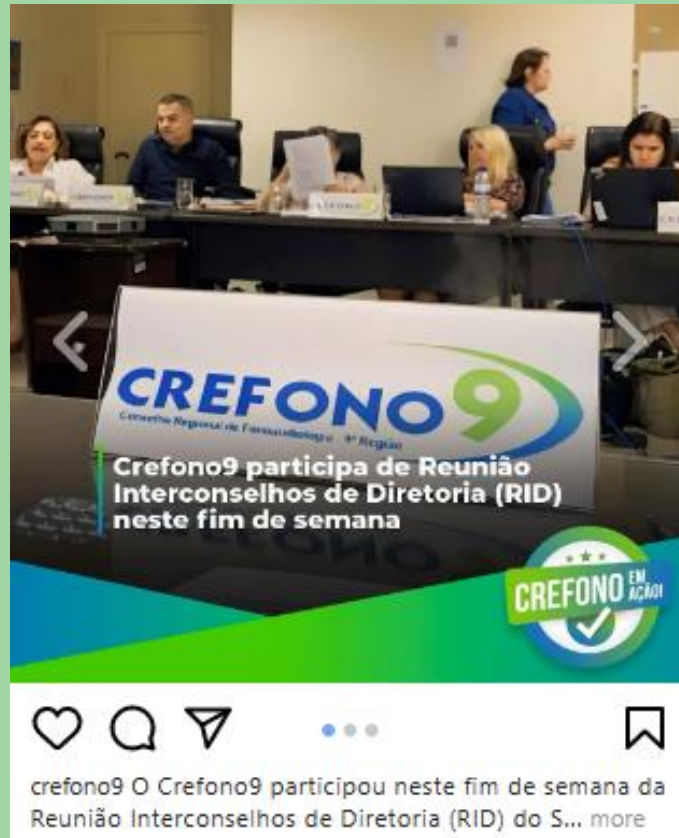 CREFONO9
CREFONO9
Conselho Regional de Fonoaudiologia - 9ª Região
Crefono9 participa de Reunião
Interconselhos de Diretoria (RID)
neste fim de semana
CREFONO EM AÇÃO!
crefono9 O Crefono9 participou neste fim de semana da
Reunião Interconselhos de Diretoria (RID) do S... more